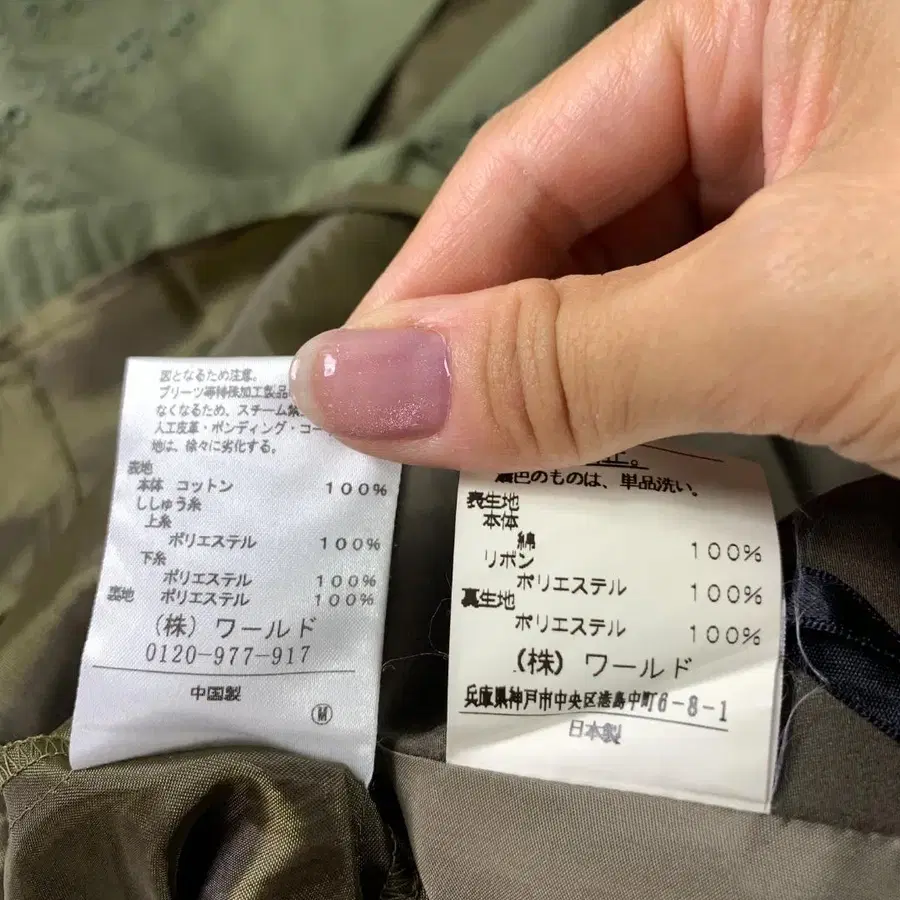 因となるため注意。
プリーツ等特殊加工製品
なくなるため、スチーム
人工皮革・ボンディング・コー
地は、徐々に劣化する。
表地
本体 コットン 100%
ししゅう糸
上糸
ポリエステル 100%
下糸
ポリエステル 100%
裏地 ポリエステル 100%
(株) ワールド
0120-977-917
中国製
M
濃色のものは、単品洗い。
表生地
本体
綿 100%
リボン
ポリエステル 100%
裏生地
ポリエステル 100%
(株) ワールド
兵庫県神戸市中央区港島中町6-8-1
日本製